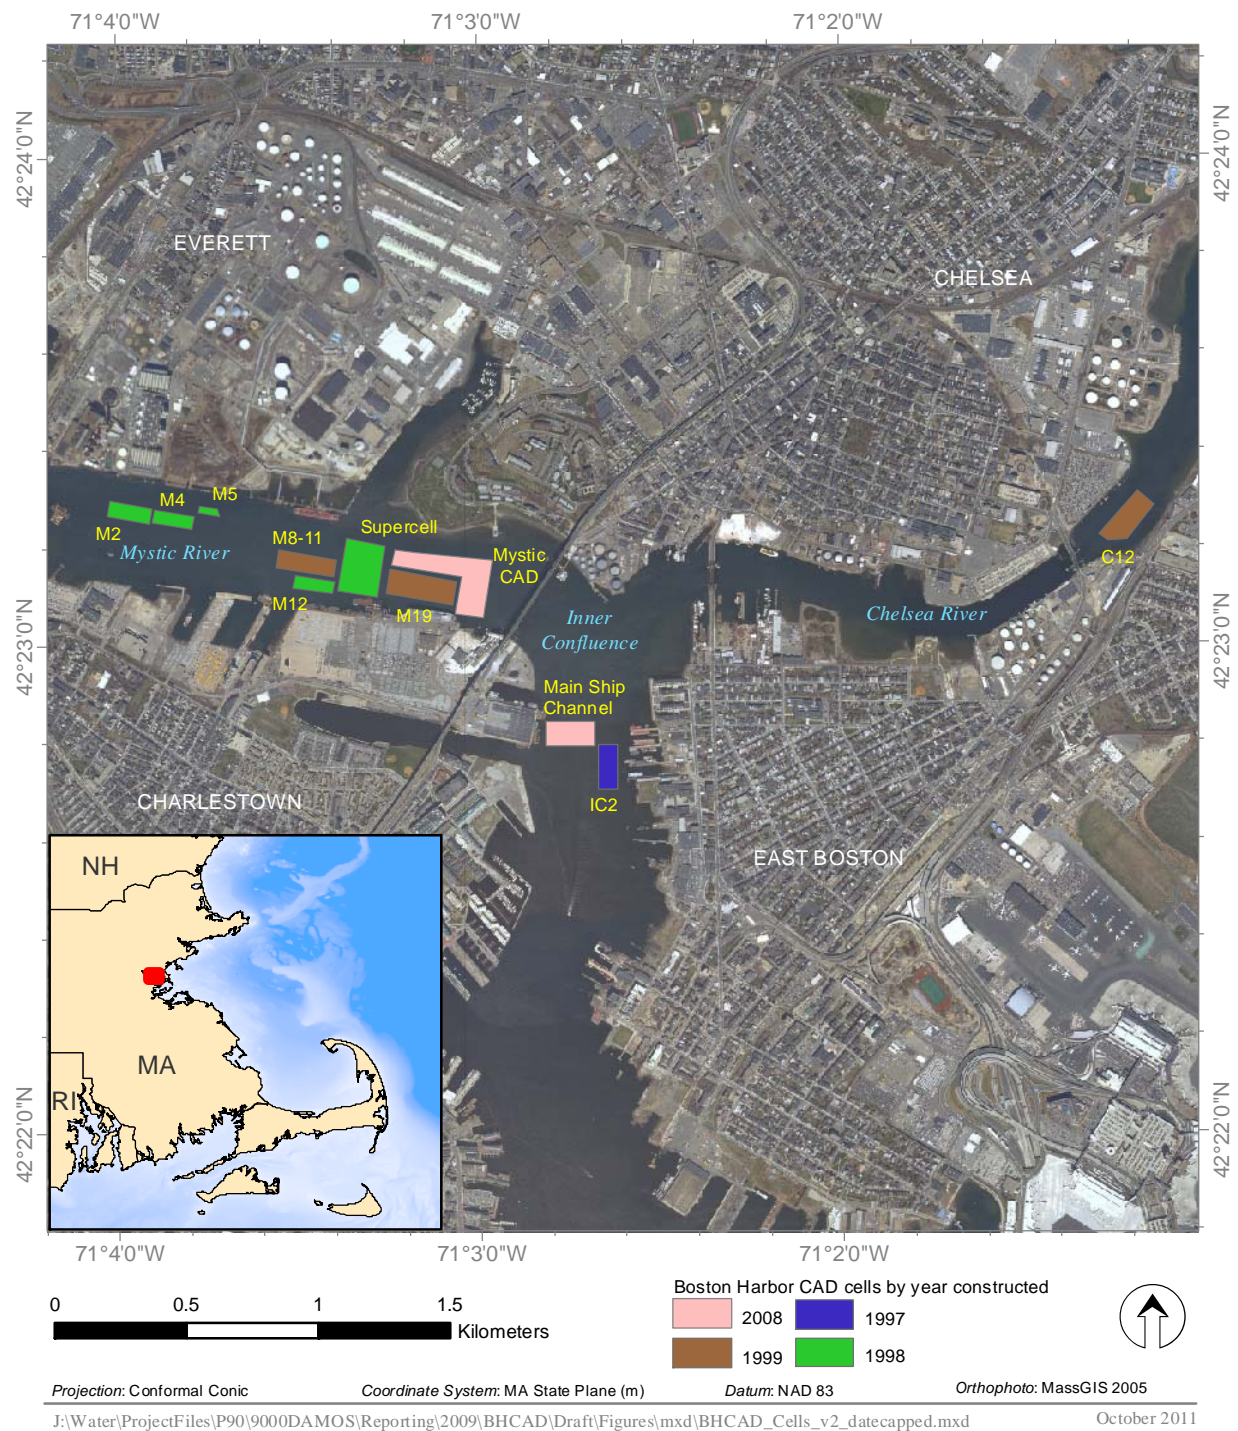 71°4'0"W 71°3'0"W 71°2'0"W
42°24'0"N 42°24'0"N
EVERETT
CHELSEA
M4 M5
M2
Mystic River
M8-11
Supercell
Mystic
CAD
M12
M19
C12
Inner
Confluence
Chelsea River
42°23'0"N 42°23'0"N
Main Ship
Channel
IC2
CHARLESTOWN
EAST BOSTON
NH
MA
RI
42°22'0"N 42°22'0"N
71°4'0"W 71°3'0"W 71°2'0"W
0 0.5 1 1.5
Kilometers
Boston Harbor CAD cells by year constructed
2008 1997
1999 1998
Projection: Conformal Conic Coordinate System: MA State Plane (m) Datum: NAD 83 Orthophoto: MassGIS 2005
J:\Water\ProjectFiles\P90\9000DAMOS\Reporting\2009\BHCAD\Draft\Figures\mxd\BHCAD_Cells_v2_datecapped.mxd October 2011